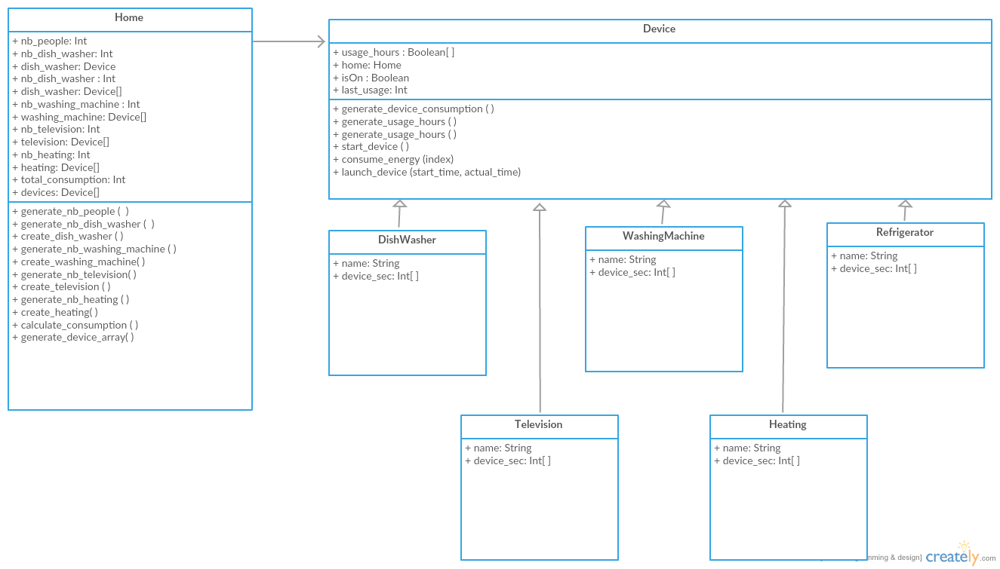 Home
+ nb_people: Int
+ nb_dish_washer: Int
+ dish_washer: Device
+ nb_dish_washer : Int
+ dish_washer: Device[]
+ nb_washing_machine : Int
+ washing_machine: Device[]
+ nb_television: Int
+ television: Device[]
+ nb_heating: Int
+ heating: Device[]
+ total_consumption: Int
+ devices: Device[]
+ generate_nb_people (  )
+ generate_nb_dish_washer (  )
+ create_dish_washer ( )
+ generate_nb_washing_machine ( )
+ create_washing_machine( )
+ generate_nb_television( )
+ create_television ( )
+ generate_nb_heating ( )
+ create_heating( )
+ calculate_consumption ( )
+ generate_device_array( )
Device
+ usage_hours : Boolean[ ]
+ home: Home
+ isOn : Boolean
+ last_usage: Int
+ generate_device_consumption ( )
+ generate_usage_hours ( )
+ generate_usage_hours ( )
+ start_device ( )
+ consume_energy (index)
+ launch_device (start_time, actual_time)
DishWasher
+ name: String
+ device_sec: Int[ ]
WashingMachine
+ name: String
+ device_sec: Int[ ]
Refrigerator
+ name: String
+ device_sec: Int[ ]
Television
+ name: String
+ device_sec: Int[ ]
Heating
+ name: String
+ device_sec: Int[ ]
& design]
creately.com